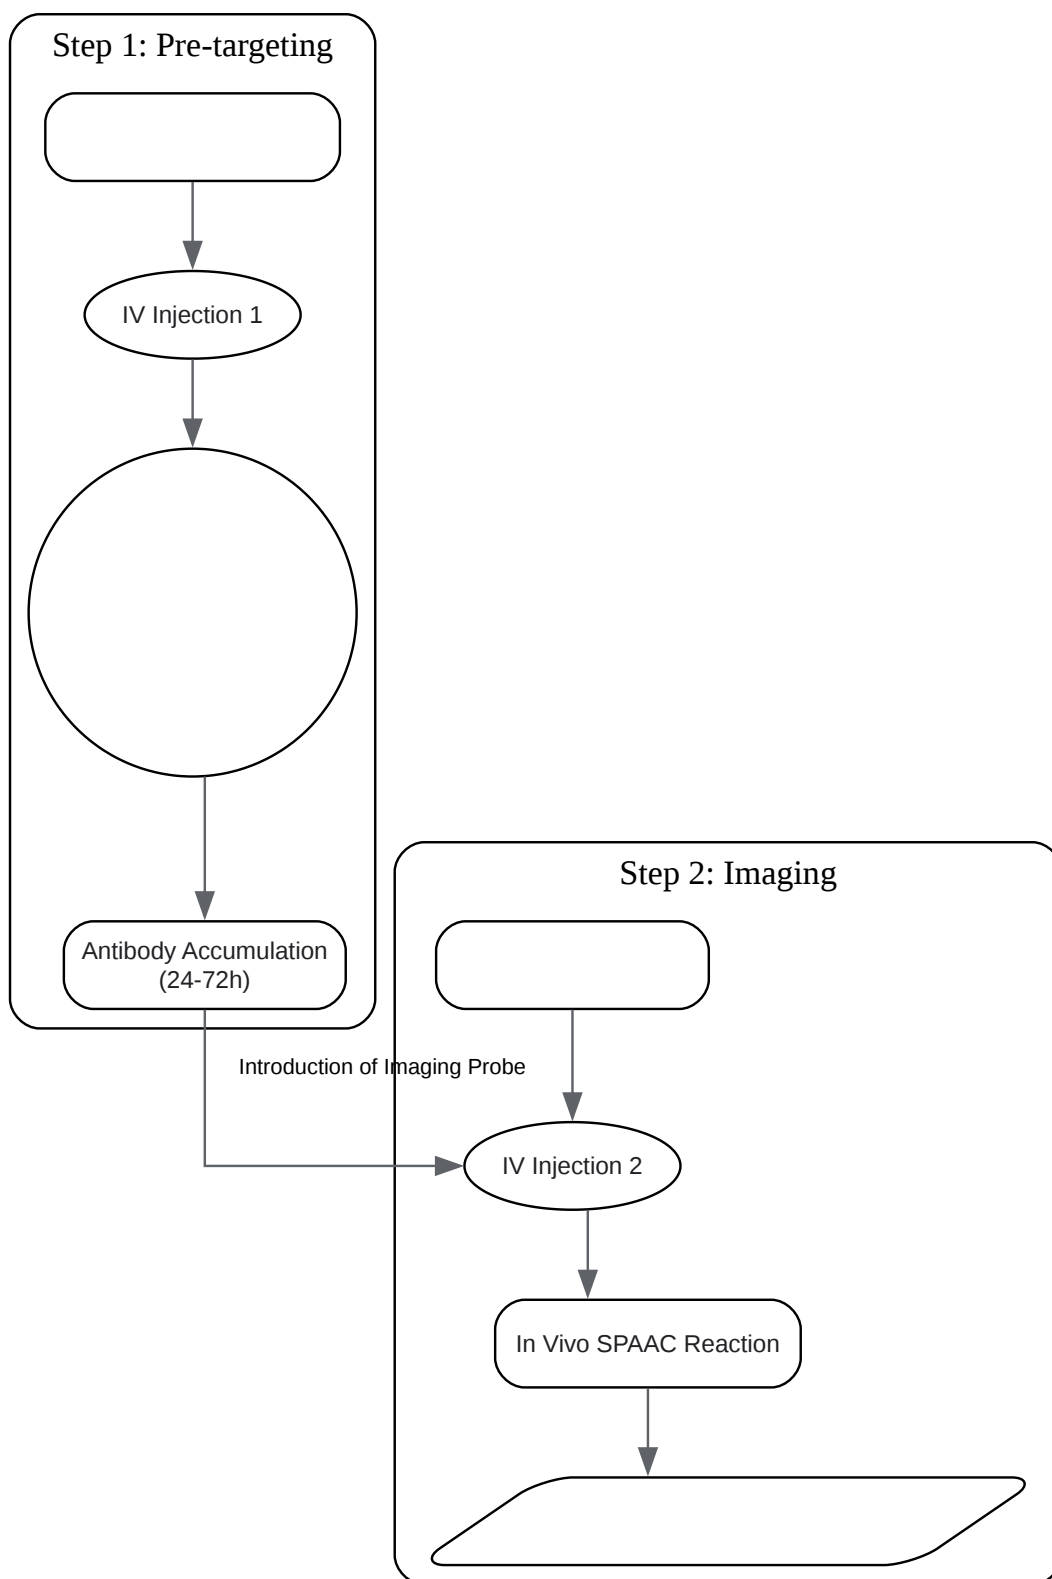 Step 1: Pre-targeting
IV Injection 1
Antibody Accumulation
(24-72h)
Introduction of Imaging Probe
Step 2: Imaging
IV Injection 2
In Vivo SPAAC Reaction